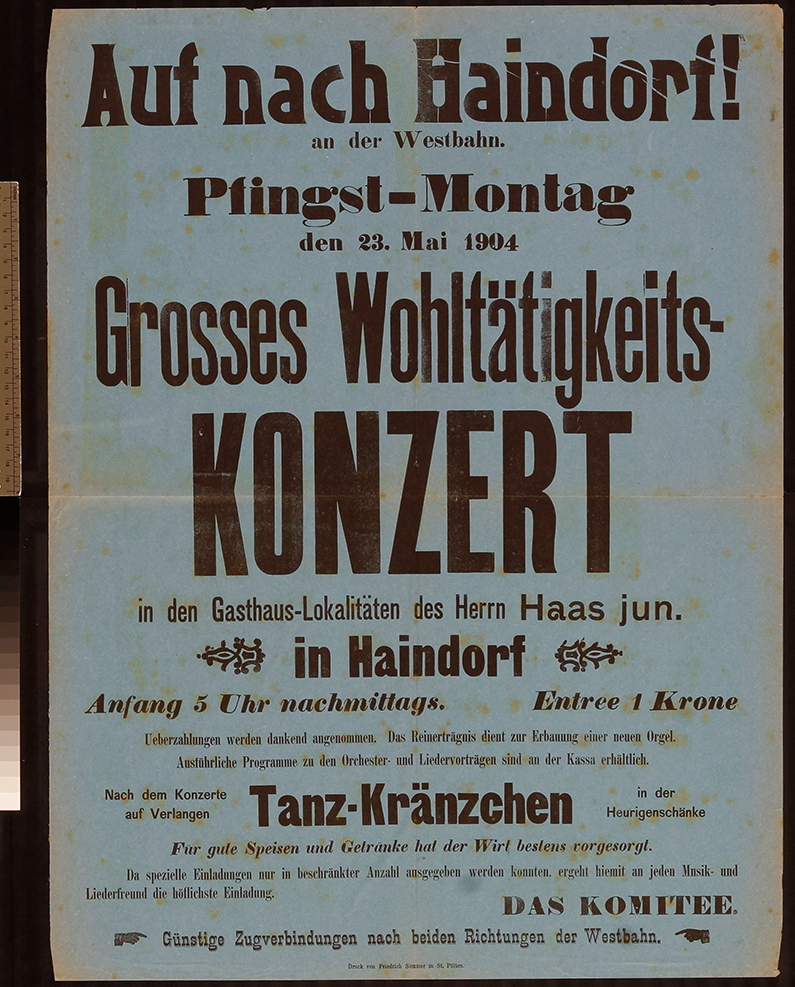 Auf nach Haindorf!
an der Westbahn.
Pfingst-Montag
den 23. Mai 1904
Grosses Wohltätigkeits-
KONZERT
in den Gasthaus-Lokalitäten des Herrn Haas jun.
in Haindorf
Anfang 5 Uhr nachmittags. Entree 1 Krone
Ueberzahlungen werden dankend angenommen. Das Reinerträgnis dient zur Erbauung einer neuen Orgel.
Ausführliche Programme zu den Orchester- und Liedervorträgen sind an der Kassa erhältlich.
Nach dem Konzerte
auf Verlangen
Tanz-Kränzchen
in der
Heurigenschänke
Für gute Speisen und Getränke hat der Wirt bestens vorgesorgt.
Da spezielle Einladungen nur in beschränkter Anzahl ausgegeben werden konnten, ergeht hiemit an jeden Musik- und
Liederfreund die höflichste Einladung.
DAS KOMITEE.
Günstige Zugverbindungen nach beiden Richtungen der Westbahn.
Druck von Friedrich Sommer in St. Pölten.